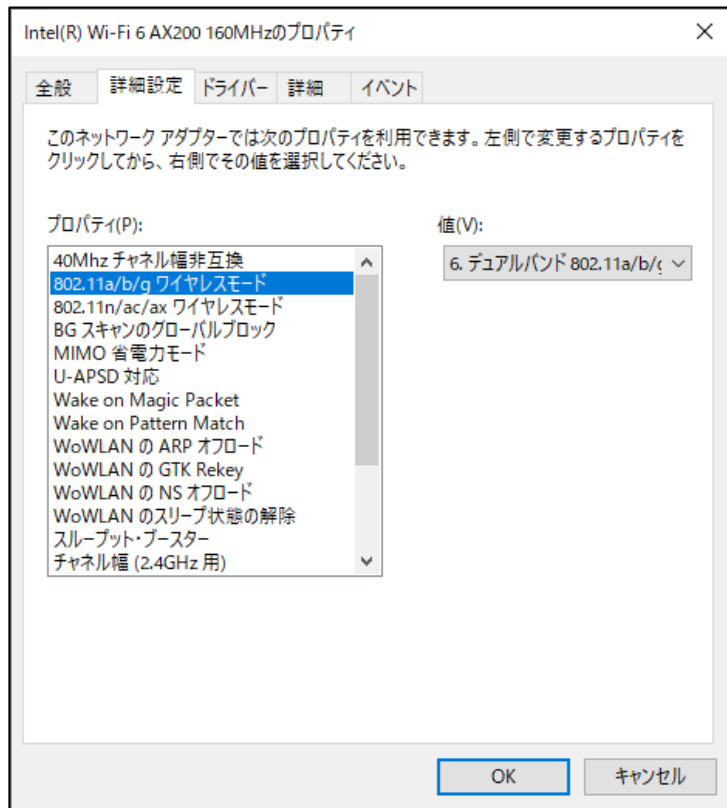 Intel(R) Wi-Fi 6 AX200 160MHzのプロパティ
全般 詳細設定 ドライバー 詳細 イベント
このネットワーク アダプターでは次のプロパティを利用できます。左側で変更するプロパティを
クリックしてから、右側でその値を選択してください。
プロパティ(P):
値(V):
40Mhz チャネル幅非互換
6. デュアルバンド 802.11a/b/g
802.11a/b/g ワイヤレスモード
802.11n/ac/ax ワイヤレスモード
BG スキャンのグローバルブロック
MIMO 省電力モード
U-APSD 対応
Wake on Magic Packet
Wake on Pattern Match
WoWLAN の ARP オフロード
WoWLAN の GTK Rekey
WoWLAN の NS オフロード
WoWLAN のスリープ状態の解除
スループット・ブースター
チャネル幅 (2.4GHz 用)
OK キャンセル